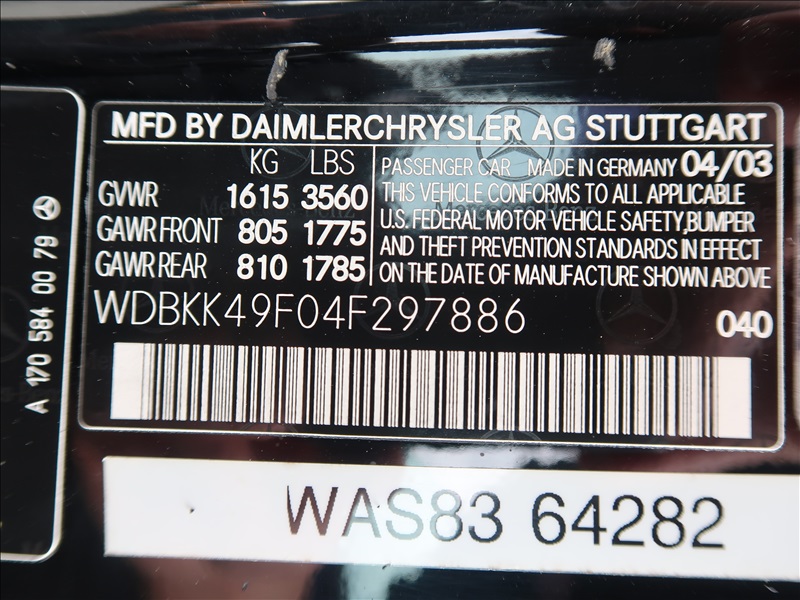 MFD BY DAIMLERCHRYSLER AG STUTTGART
KG LBS
GVWR 1615 3560
GAWR FRONT 805 1775
GAWR REAR 810 1785
PASSENGER CAR MADE IN GERMANY 04/03
THIS VEHICLE CONFORMS TO ALL APPLICABLE
U.S. FEDERAL MOTOR VEHICLE SAFETY,BUMPER
AND THEFT PREVENTION STANDARDS IN EFFECT
ON THE DATE OF MANUFACTURE SHOWN ABOVE
WDBKK49F04F297886 040
A 170 584 00 79
WAS83 64282